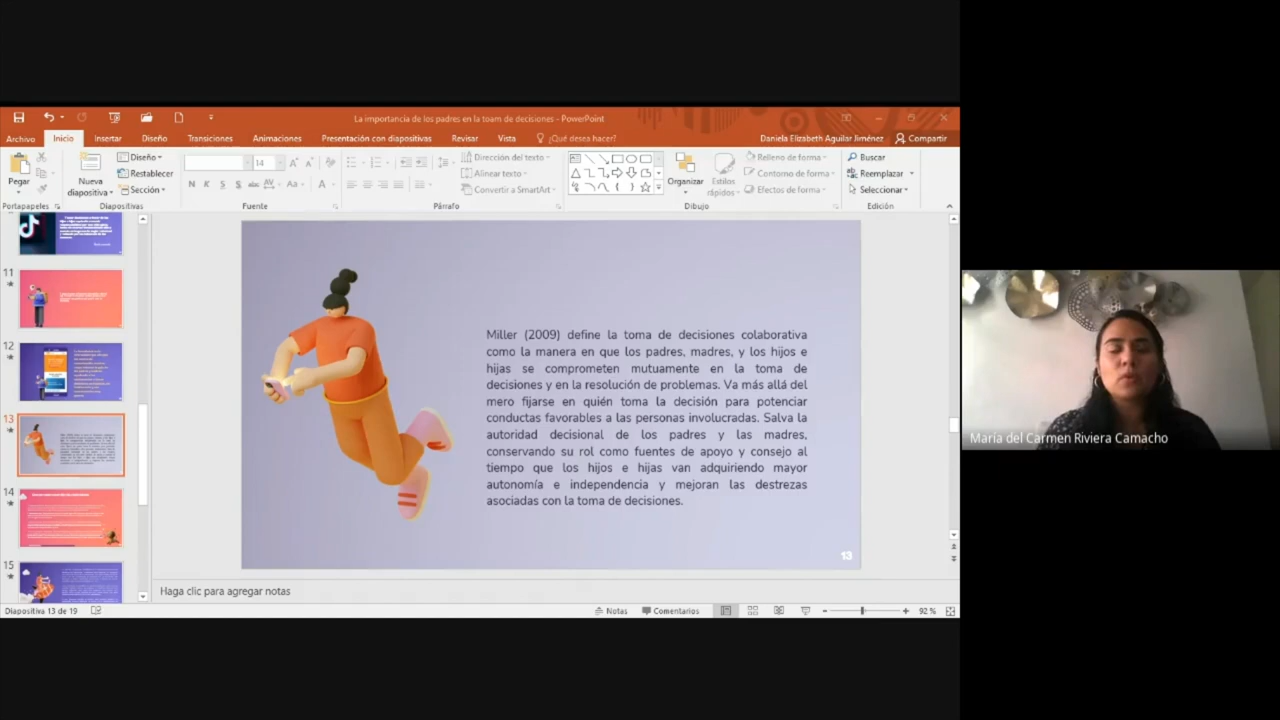 La importancia de los padres en la toam de decisiones - PowerPoint
Archivo
Inicio
Insertar
Diseño
Transiciones
Animaciones
Presentación con diapositivas
Revisar
Vista
¿Qué desea hacer?
Daniela Elizabeth Aguilar Jiménez
Compartir
Pegar
Nueva
diapositiva
Diseño
Restablecer
Sección
14
N K S S abc AV Aa A
Dirección del texto
Alinear texto
Convertir a SmartArt
Organizar
Estilos
rápidos
Relleno de forma
Contorno de forma
Efectos de forma
Buscar
Reemplazar
Seleccionar
Portapapeles
Diapositivas
Fuente
Párrafo
Dibujo
Edición
11
12
13
14
15
Miller (2009) define la toma de decisiones colaborativa
como la manera en que los padres, madres, y los hijos e
hijas se comprometen mutuamente en la toma de
decisiones y en la resolución de problemas. Va más allá del
mero fijarse en quién toma la decisión para potenciar
conductas favorables a las personas involucradas. Salva la
autoridad decisional de los padres y las madres,
conservando su rol como fuentes de apoyo y consejo al
tiempo que los hijos e hijas van adquiriendo mayor
autonomía e independencia y mejoran las destrezas
asociadas con la toma de decisiones.
13
María del Carmen Riviera Camacho
Haga clic para agregar notas
Diapositiva 13 de 19
Notas
Comentarios
92 %